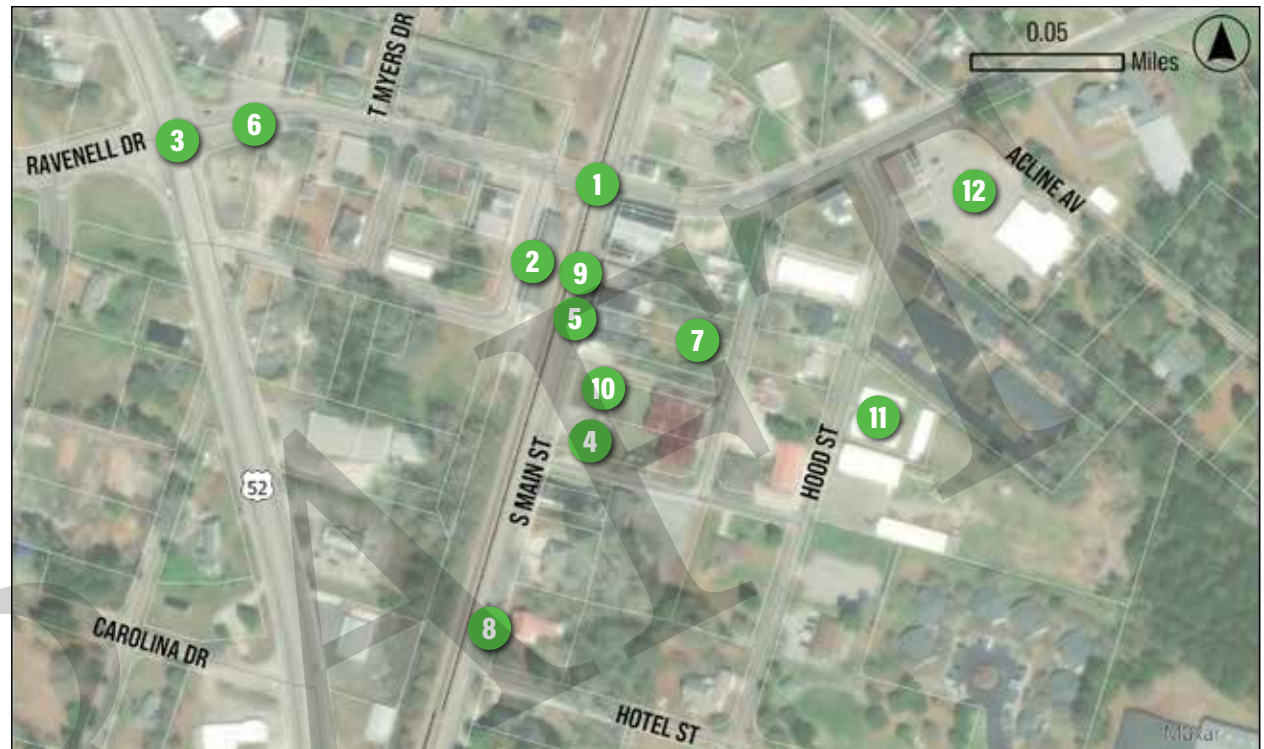 0.05
Miles
T MYERS DR
RAVENELL DR
3
6
1
ACLINE AV
12
2
9
5
7
10
11
4
S MAIN ST
HOOD ST
52
8
CAROLINA DR
HOTEL ST
Maxar
DRAFT